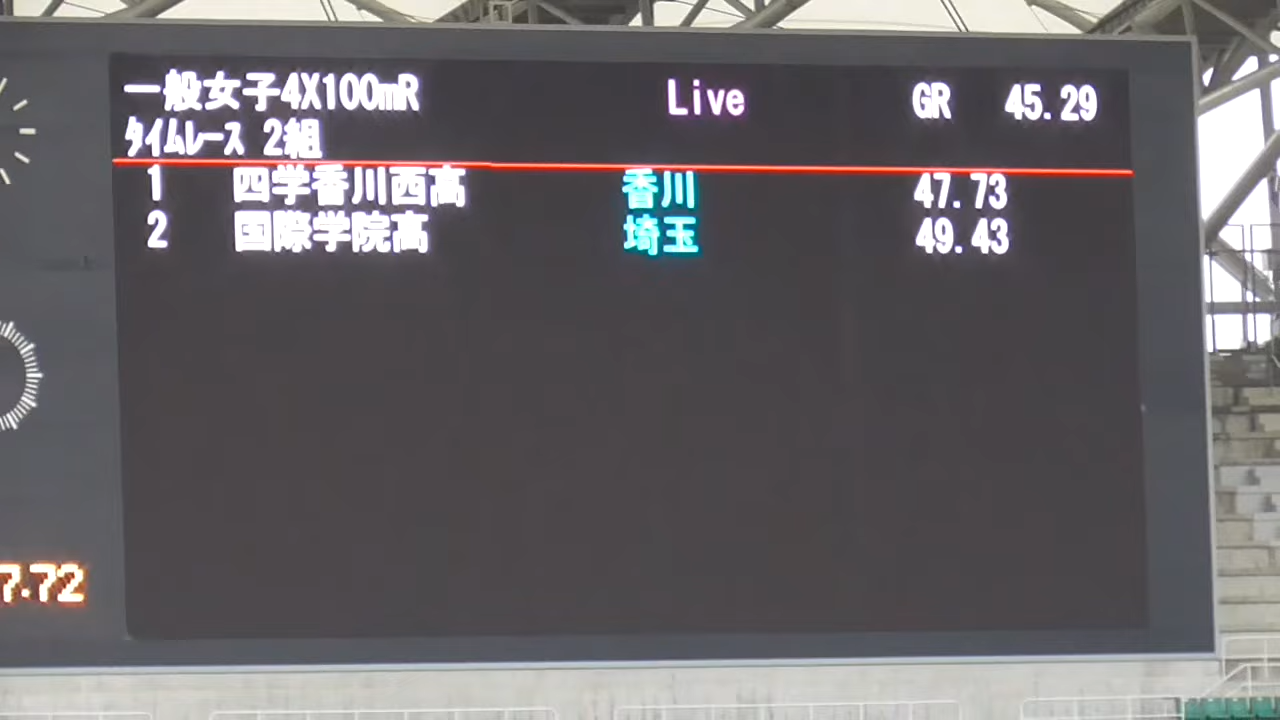 一般女子4X100mR Live GR 45.29
ﾀｲﾑﾚｰｽ 2組
1 四学香川西高 香川 47.73
2 国際学院高 埼玉 49.43
7.72